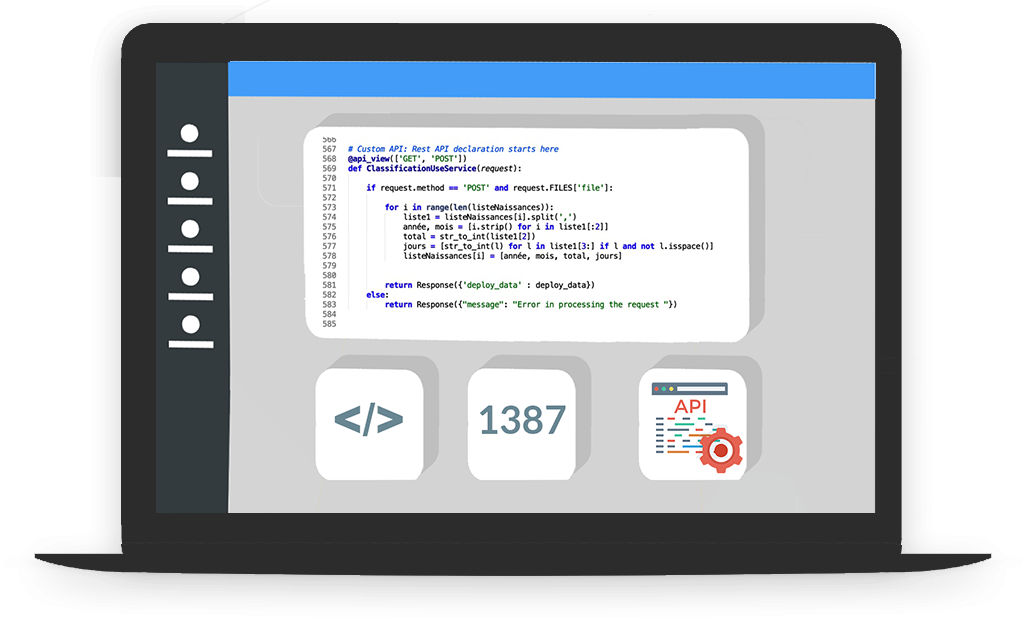 566
567 # Custom API: Rest API declaration starts here
568 @api_view(['GET', 'POST'])
569 def ClassificationUseService(request):
570
571 if request.method == 'POST' and request.FILES['file']:
572
573 for i in range(len(listeNaissances)):
574 liste1 = listeNaissances[i].split(',')
575 année, mois = [i.strip() for i in liste1[:2]]
576 total = str_to_int(liste1[2])
577 jours = [str_to_int(l) for l in liste1[3:] if l and not l.isspace()]
578 listeNaissances[i] = [année, mois, total, jours]
579
580
581 return Response({'deploy_data' : deploy_data})
582 else:
583 return Response({"message": "Error in processing the request "})
584
585
</>
1387
API